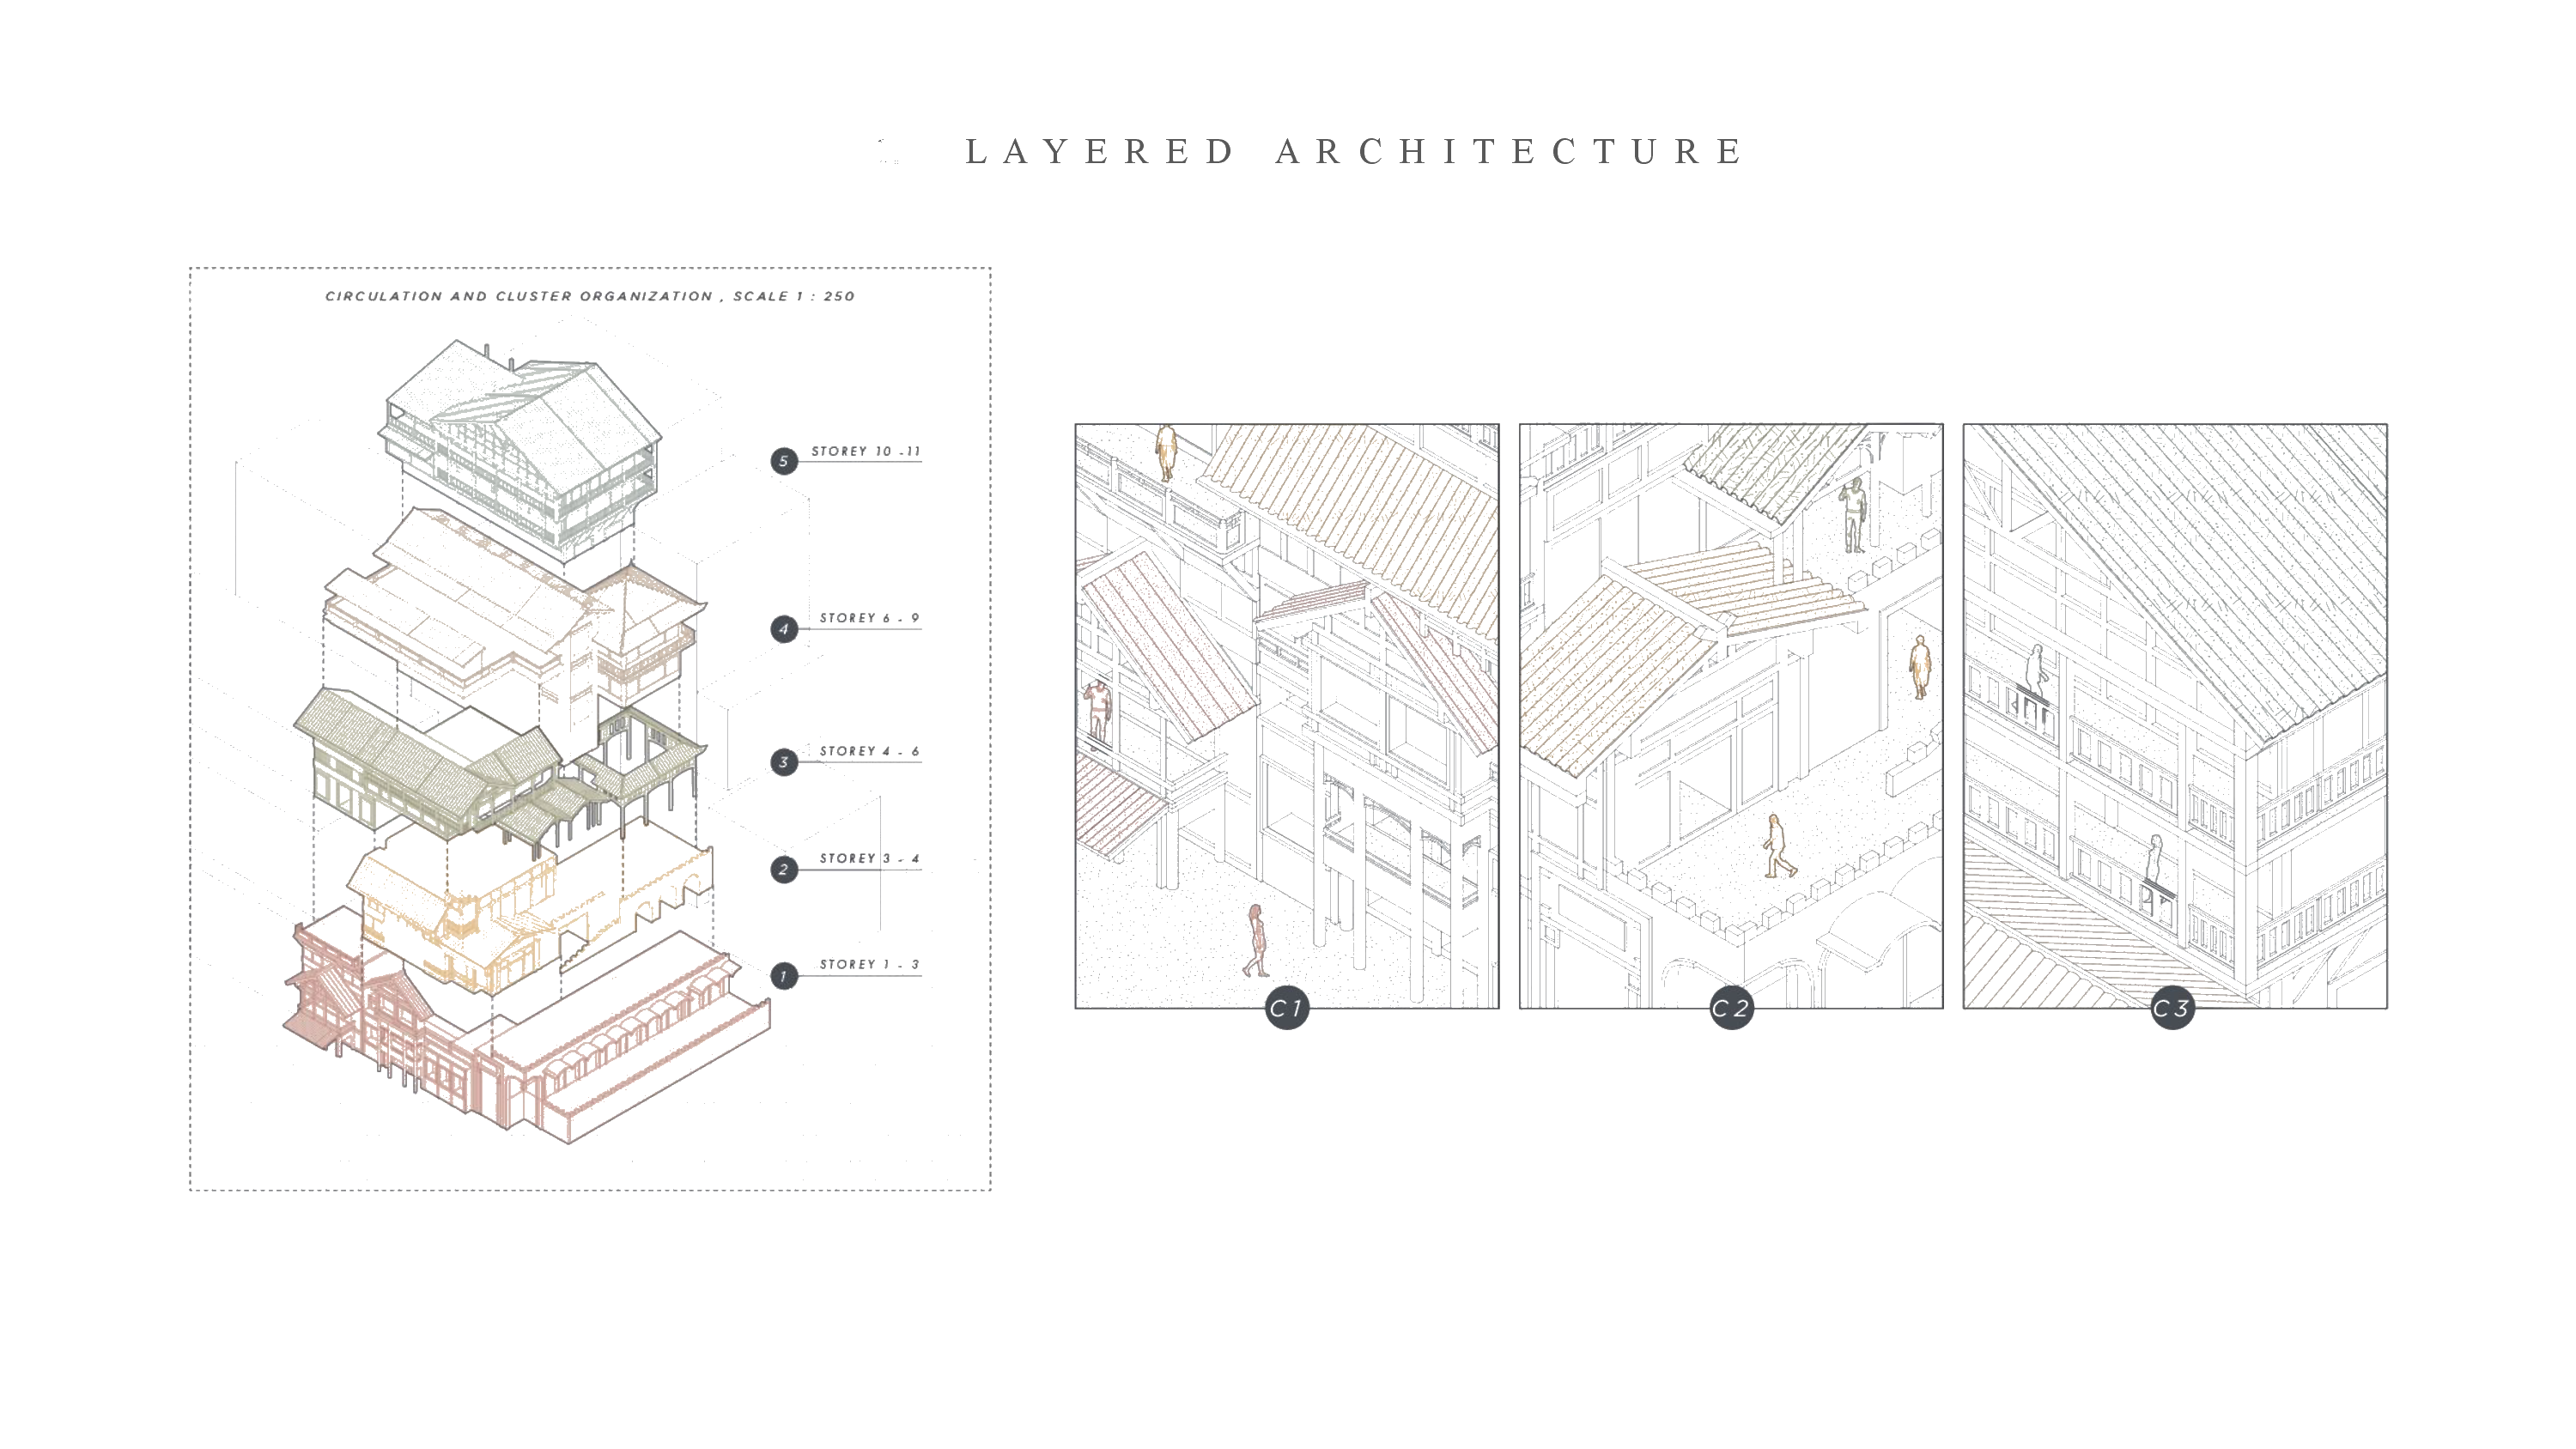 LAYERED ARCHITECTURE
CIRCULATION AND CLUSTER ORGANIZATION , SCALE 1 : 250
5 STOREY 10 -11
4 STOREY 6 - 9
3 STOREY 4 - 6
2 STOREY 3 - 4
1 STOREY 1 - 3
C1
C2
C3